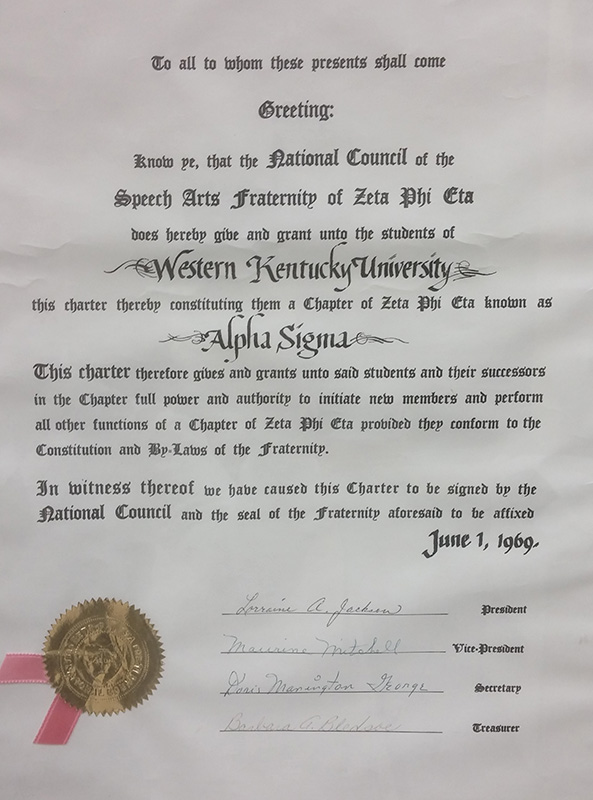 To all to whom these presents shall come
Greeting:
Know ye, that the National Council of the
Speech Arts Fraternity of Zeta Phi Eta
does hereby give and grant unto the students of
Western Kentucky University
this charter thereby constituting them a Chapter of Zeta Phi Eta known as
Alpha Sigma
This charter therefore gives and grants unto said students and their successors
in the Chapter full power and authority to initiate new members and perform
all other functions of a Chapter of Zeta Phi Eta provided they conform to the
Constitution and By-Laws of the Fraternity.
In witness thereof we have caused this Charter to be signed by the
National Council and the seal of the Fraternity aforesaid to be affixed
June 1, 1969.
Lorraine A. Jackson President
Maurine Mitchell Vice-President
George Secretary
Barbara Treasurer